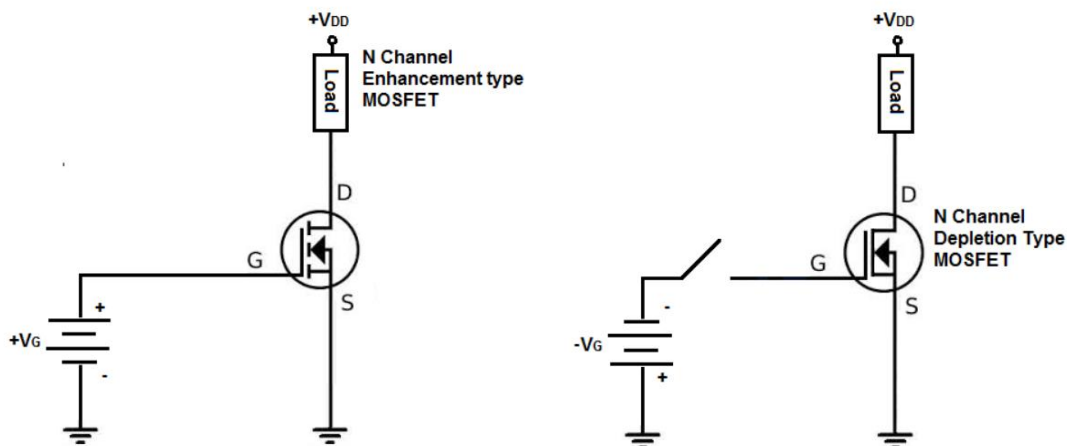 +VDD
N Channel
Enhancement type
MOSFET
Load
D
G
S
+
+VG
-
+VDD
Load
D
N Channel
Depletion Type
MOSFET
G
S
-
-VG
+